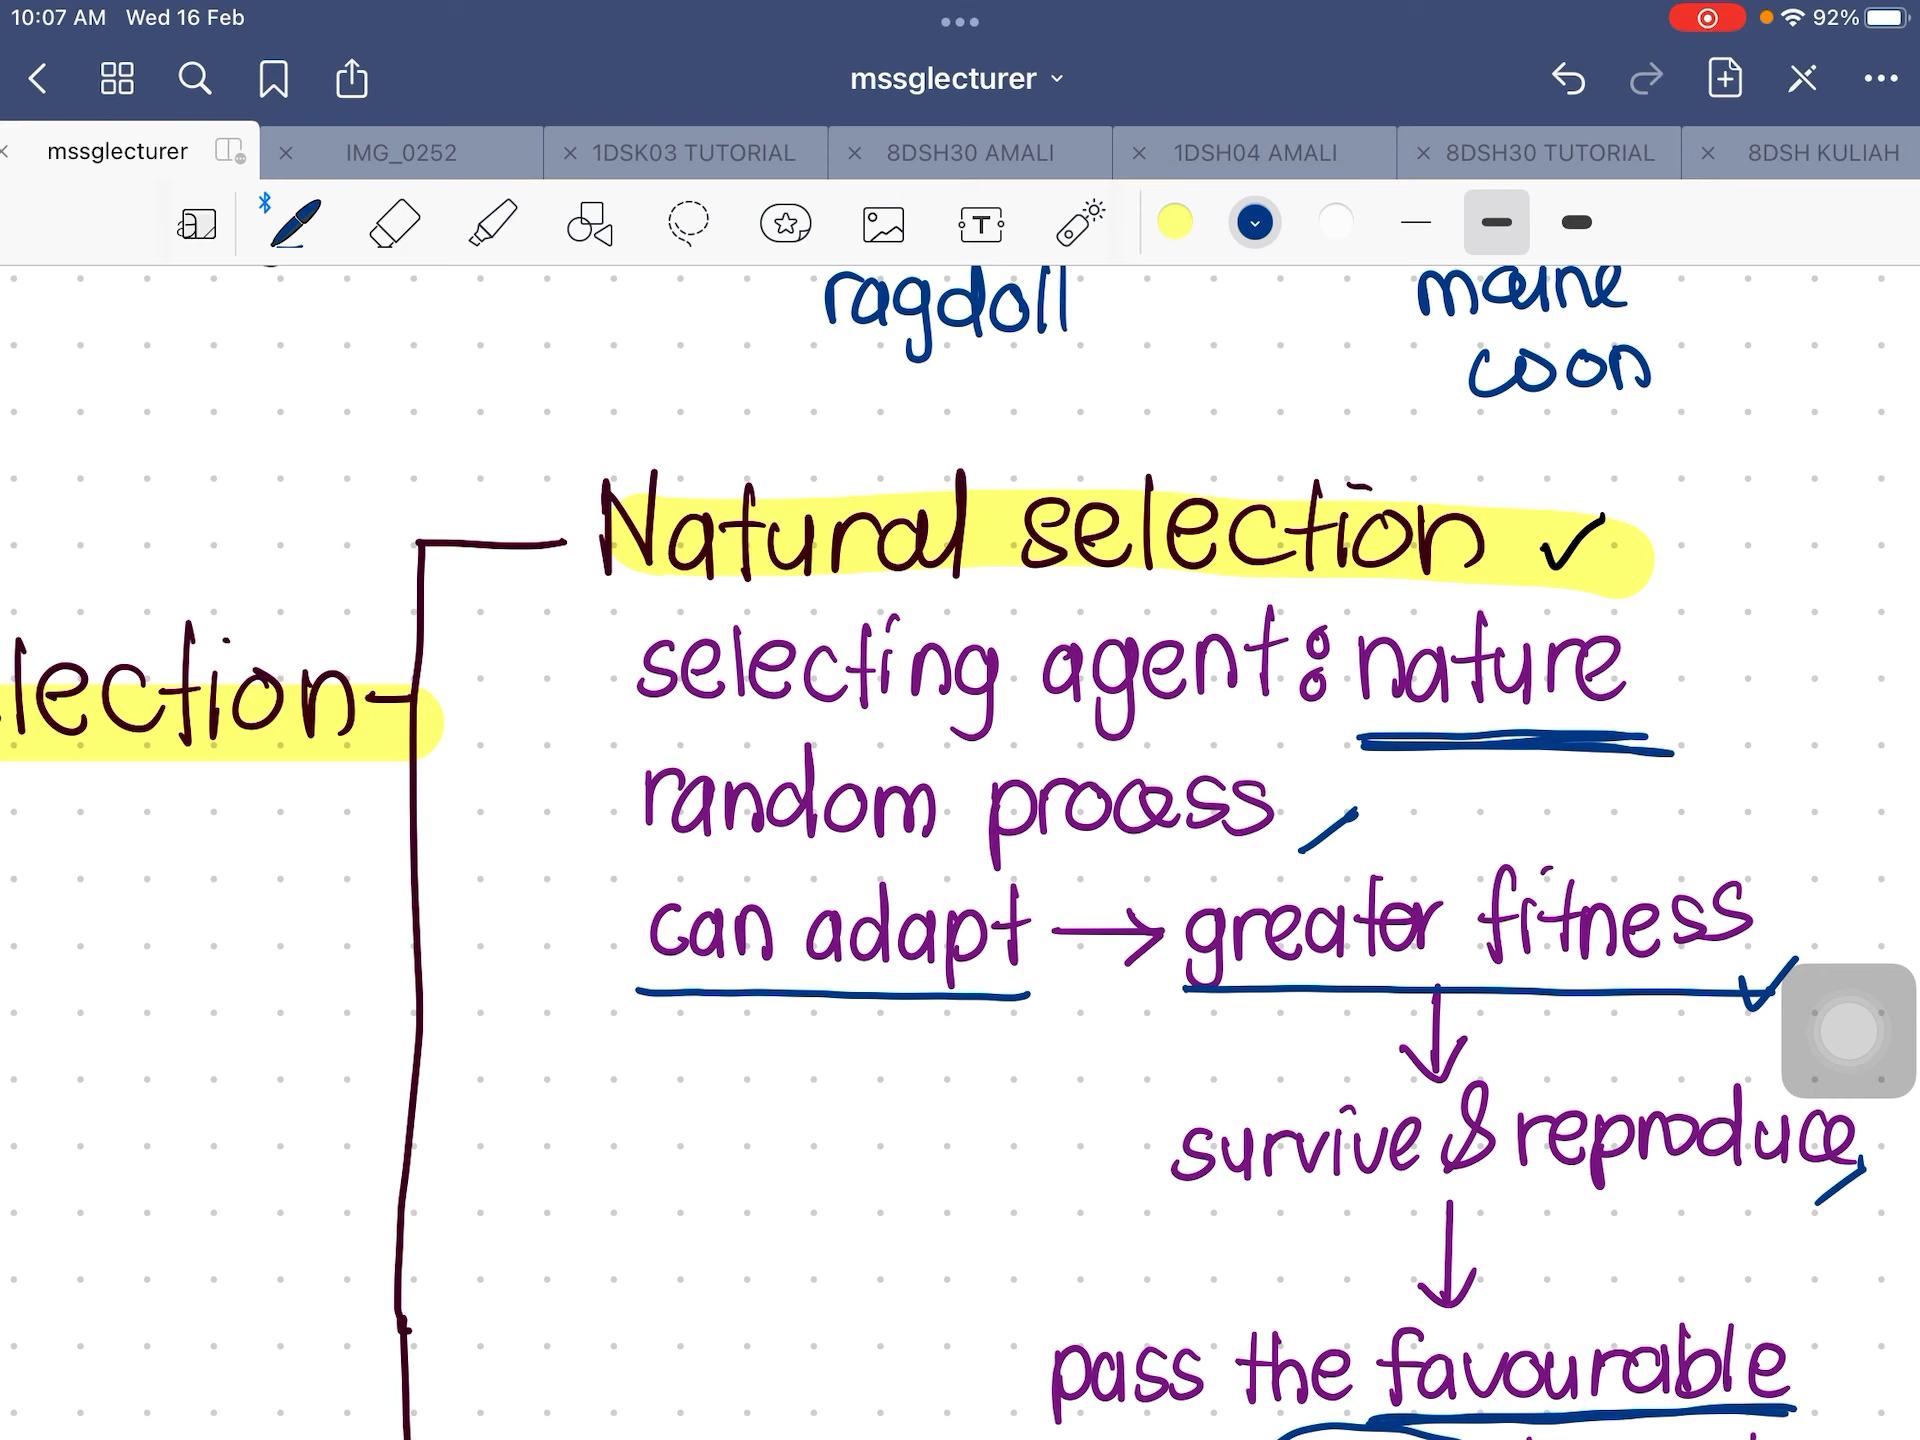 10:07 AM Wed 16 Feb
92%
mssglecturer
mssglecturer
IMG_0252
1DSK03 TUTORIAL
8DSH30 AMALI
1DSH04 AMALI
8DSH30 TUTORIAL
8DSH KULIAH
ragdoll
maine
coon
Natural selection ✓
lection
selecting agent: nature
random process
can adapt → greater fitness
survive & reproduce
pass the favourable